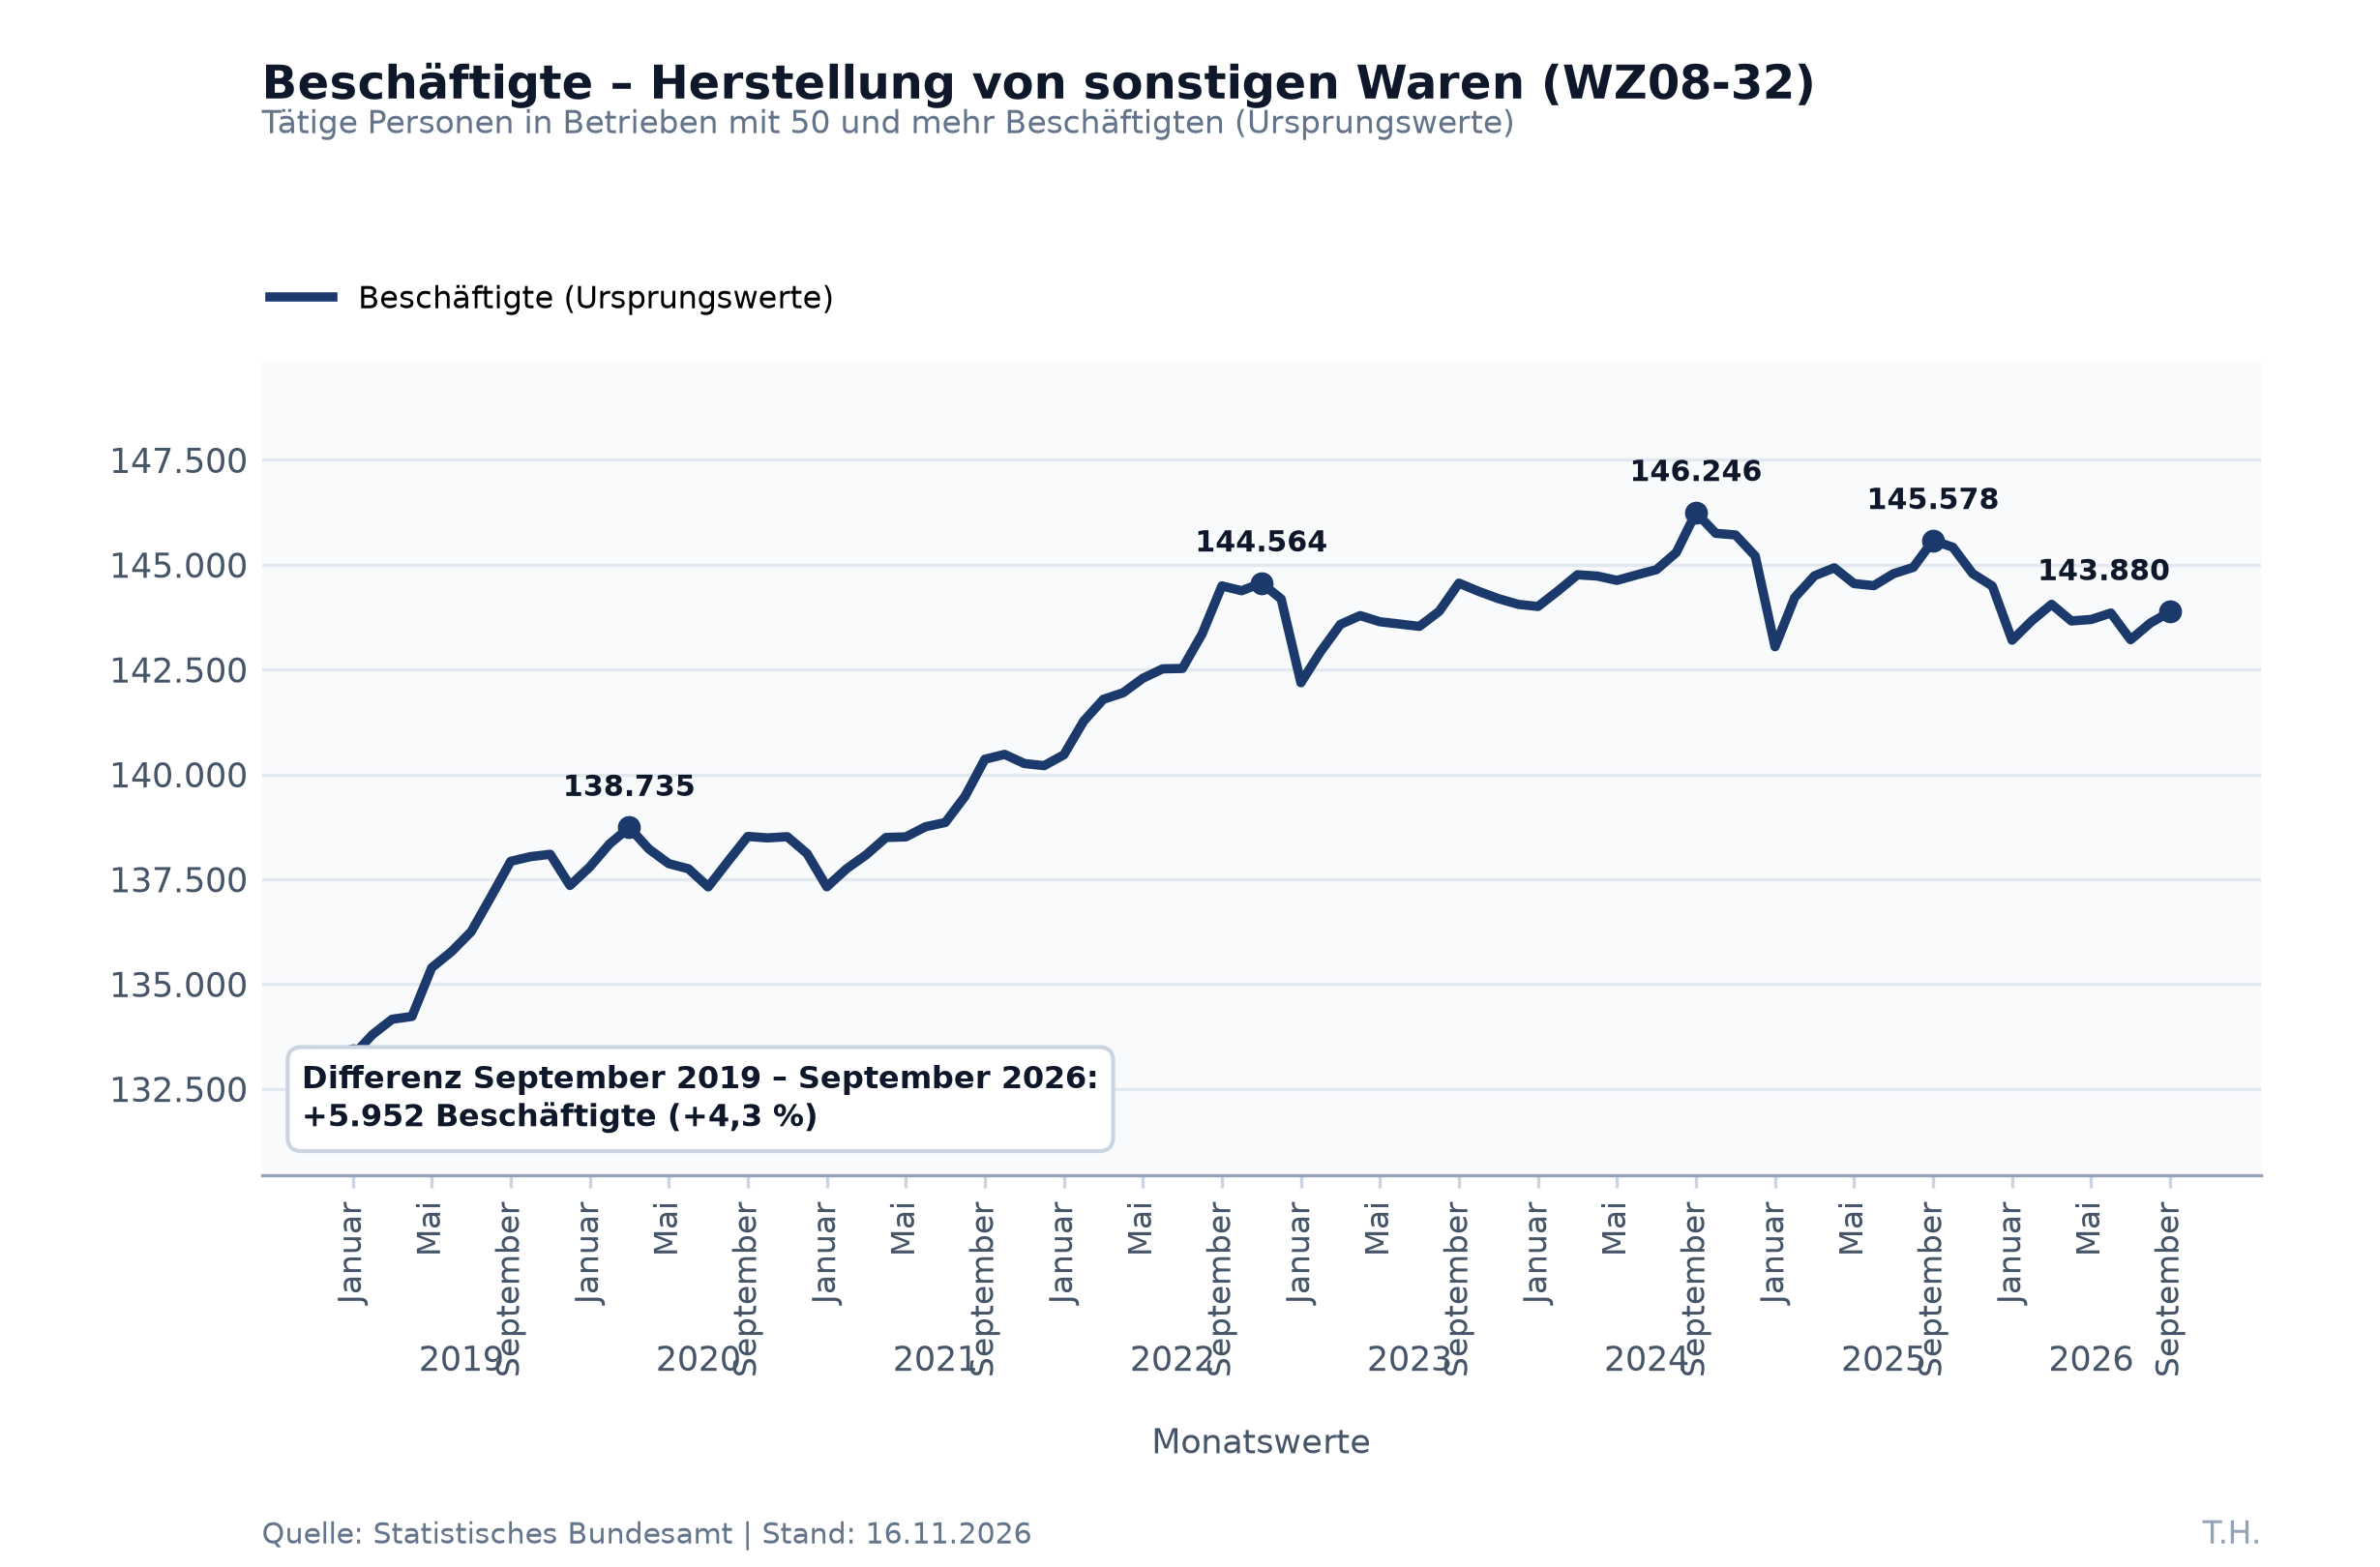 Beschäftigte – Herstellung von sonstigen Waren (WZ08-32)
Tätige Personen in Betrieben mit 50 und mehr Beschäftigten (Ursprungswerte)
Beschäftigte (Ursprungswerte)
147.500
145.000
142.500
140.000
137.500
135.000
132.500
138.735
144.564
146.246
145.578
143.880
Differenz September 2019 – September 2026:
+5.952 Beschäftigte (+4,3 %)
Januar
Mai
September
Januar
Mai
September
Januar
Mai
September
Januar
Mai
September
Januar
Mai
September
Januar
Mai
September
Januar
Mai
September
Januar
Mai
September
2019
2020
2021
2022
2023
2024
2025
2026
Monatswerte
Quelle: Statistisches Bundesamt | Stand: 16.11.2026
T.H.